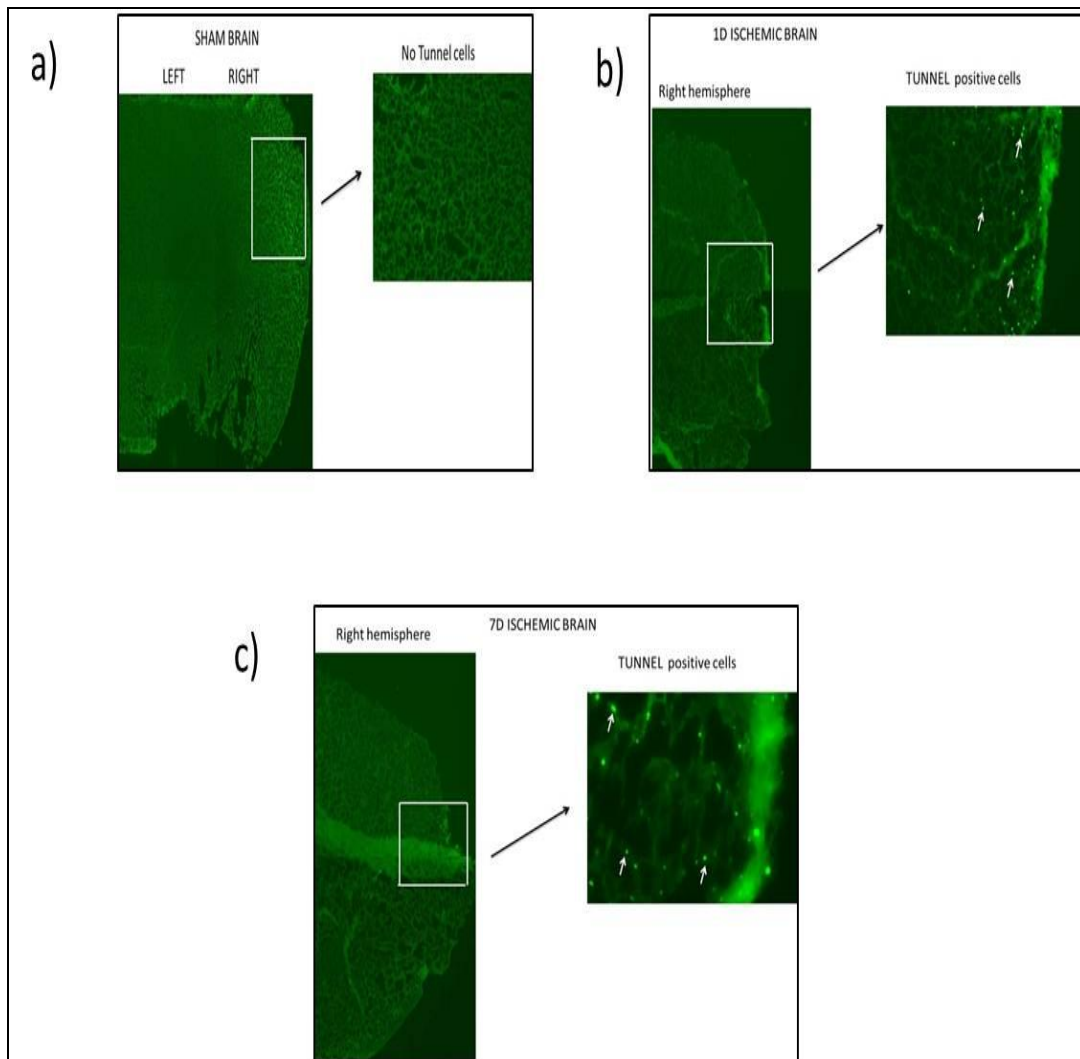 a)
SHAM BRAIN
LEFT RIGHT
No Tunnel cells
b)
1D ISCHEMIC BRAIN
Right hemisphere
TUNNEL positive cells
c)
7D ISCHEMIC BRAIN
Right hemisphere
TUNNEL positive cells